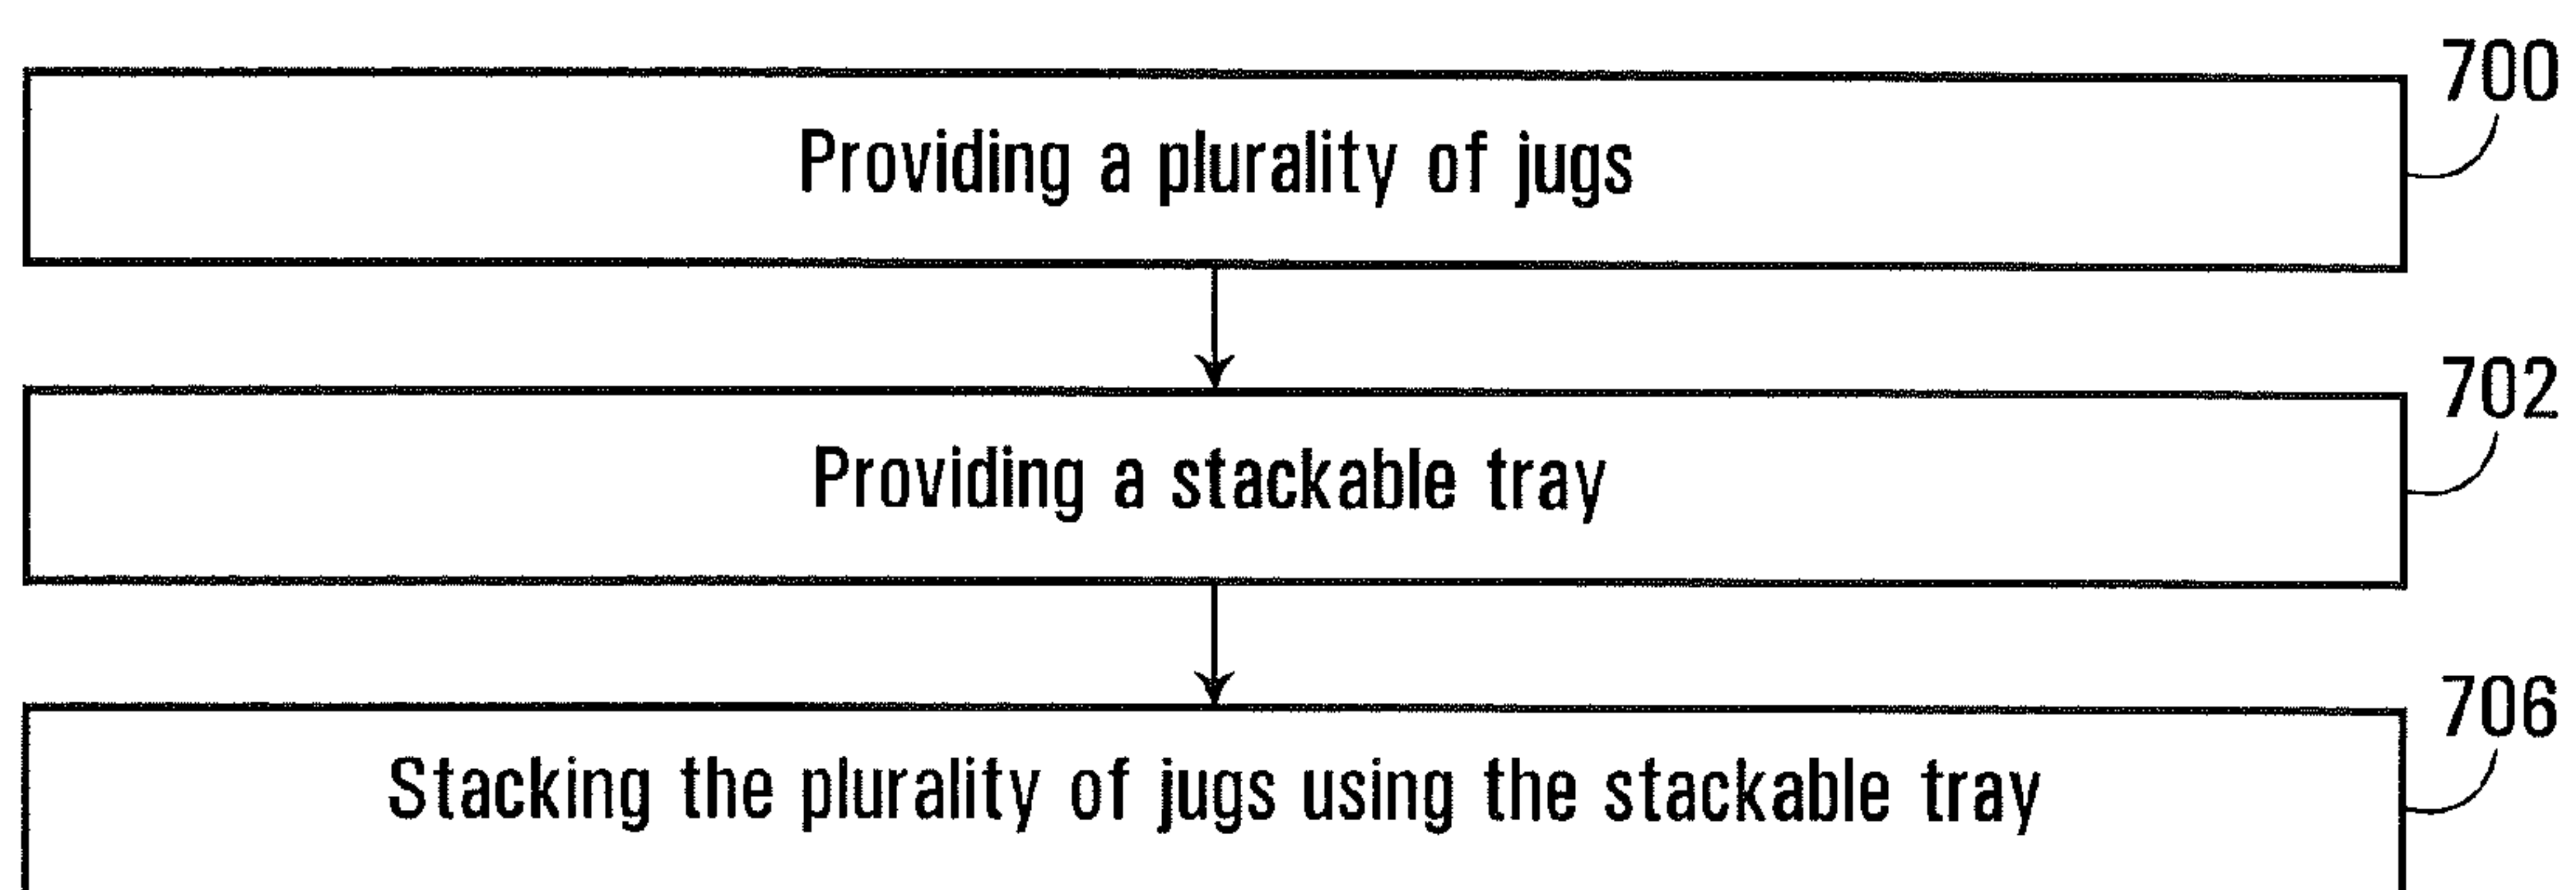 700
Providing a plurality of jugs
702
Providing a stackable tray
706
Stacking the plurality of jugs using the stackable tray